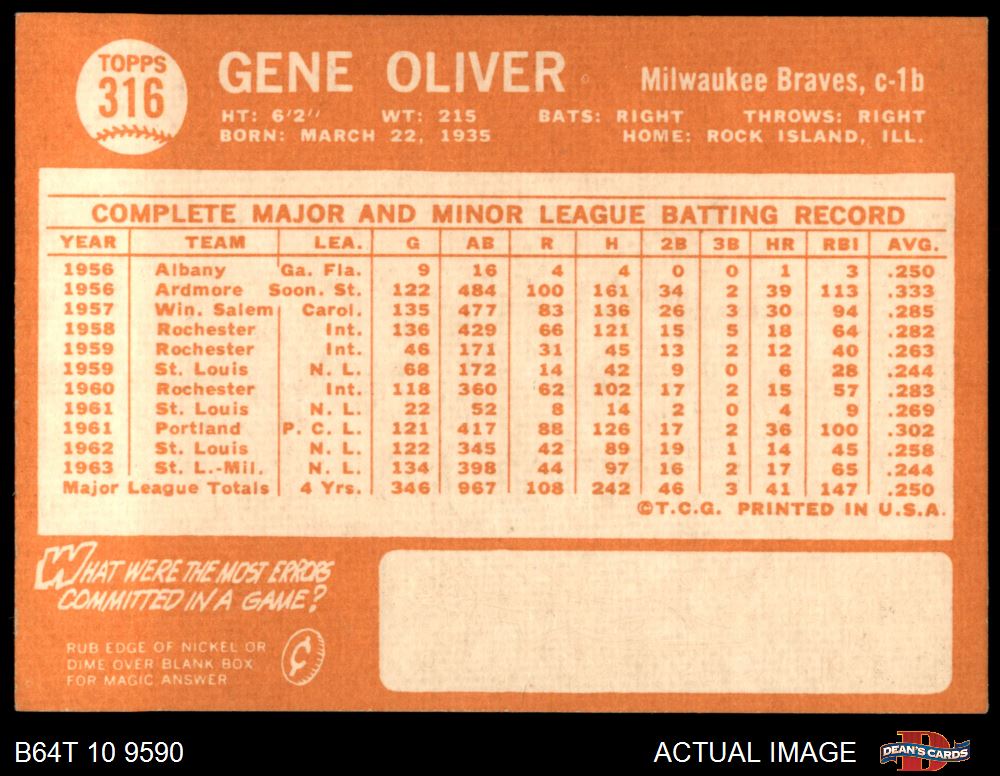 TOPPS
316
GENE OLIVER
Milwaukee Braves, c-1b
HT: 6'2" WT: 215 BATS: RIGHT THROWS: RIGHT
BORN: MARCH 22, 1935 HOME: ROCK ISLAND, ILL.
COMPLETE MAJOR AND MINOR LEAGUE BATTING RECORD
YEAR TEAM LEA. G AB R H 2B 3B HR RBI AVG.
1956 Albany Ga. Fla. 9 16 4 4 0 0 1 3 .250
1956 Ardmore Soon. St. 122 484 100 161 34 2 39 113 .333
1957 Win. Salem Carol. 135 477 83 136 26 3 30 94 .285
1958 Rochester Int. 136 429 66 121 15 5 18 64 .282
1959 Rochester Int. 46 171 31 45 13 2 12 40 .263
1959 St. Louis N. L. 68 172 14 42 9 0 6 28 .244
1960 Rochester Int. 118 360 62 102 17 2 15 57 .283
1961 St. Louis N. L. 22 52 8 14 2 0 4 9 .269
1961 Portland P. C. L. 121 417 88 126 17 2 36 100 .302
1962 St. Louis N. L. 122 345 42 89 19 1 14 45 .258
1963 St. L.-Mil. N. L. 134 398 44 97 16 2 17 65 .244
Major League Totals 4 Yrs. 346 967 108 242 46 3 41 147 .250
©T.C.G. PRINTED IN U.S.A.
WHAT WERE THE MOST ERRORS
COMMITTED IN A GAME?
RUB EDGE OF NICKEL OR
DIME OVER BLANK BOX
FOR MAGIC ANSWER
¢
B64T 10 9590
ACTUAL IMAGE
D
DEAN'S CARDS